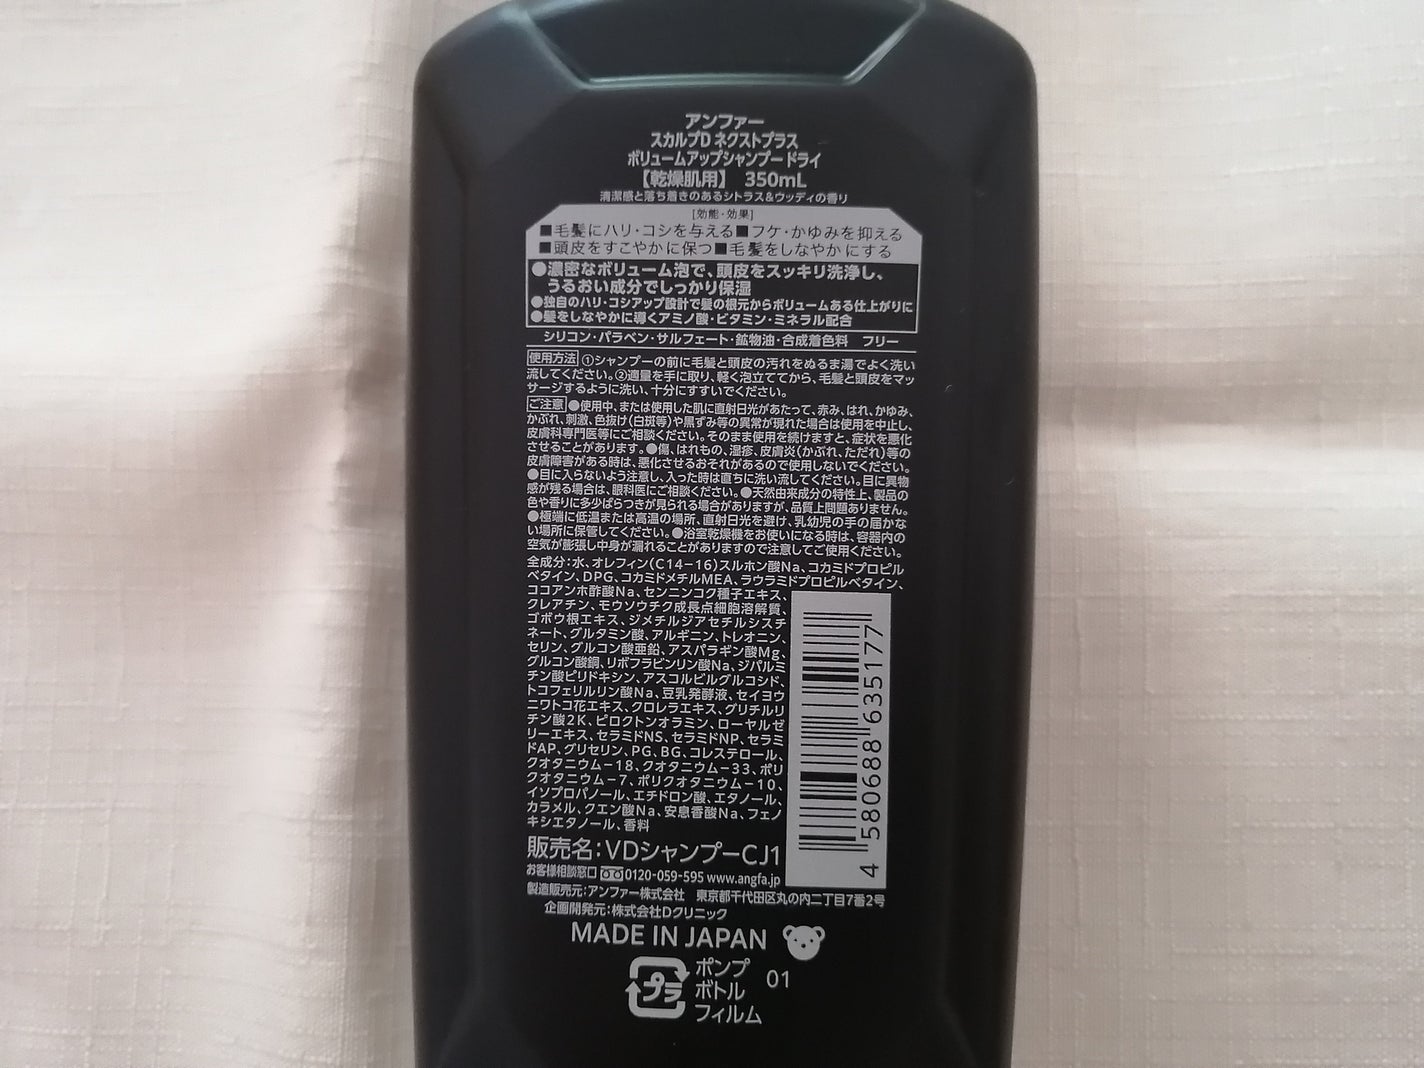 アンファー
スカルプD ネクストプラス
ボリュームアップシャンプー ドライ
【乾燥肌用】 350mL
清潔感と落ち着きのあるシトラス&ウッディの香り
[効能・効果]
■毛髪にハリ・コシを与える■フケ・かゆみを抑える
■頭皮をすこやかに保つ■毛髪をしなやかにする
●濃密なボリューム泡で、頭皮をスッキリ洗浄し、
うるおい成分でしっかり保湿
●独自のハリ・コシアップ設計で髪の根元からボリュームある仕上がりに
●髪をしなやかに導くアミノ酸・ビタミン・ミネラル配合
シリコン・パラベン・サルフェート・鉱物油・合成着色料 フリー
使用方法 ①シャンプーの前に毛髪と頭皮の汚れをぬるま湯でよく洗い
流してください。②適量を手に取り、軽く泡立ててから、毛髪と頭皮をマッ
サージするように洗い、十分にすすいでください。
ご注意 ●使用中、または使用した肌に直射日光があたって、赤み、はれ、かゆみ、
かぶれ、刺激、色抜け(白斑等)や黒ずみ等の異常が現れた場合は使用を中止し、
皮膚科専門医等にご相談ください。そのまま使用を続けますと、症状を悪化
させることがあります。●傷、はれもの、湿疹、皮膚炎(かぶれ、ただれ)等の
皮膚障害がある時は、悪化させるおそれがあるので使用しないでください。
●目に入らないよう注意し、入った時は直ちに洗い流してください。目に異物
感が残る場合は、眼科医にご相談ください。●天然由来成分の特性上、製品の
色や香りに多少ばらつきが見られる場合がありますが、品質上問題ありません。
●極端に低温または高温の場所、直射日光を避け、乳幼児の手の届かな
い場所に保管してください。●浴室乾燥機をお使いになる時は、容器内の
空気が膨張し中身が漏れることがありますので注意してご使用ください。
全成分:水、オレフィン(C14-16)スルホン酸Na、コカミドプロピル
ベタイン、DPG、コカミドメチルMEA、ラウラミドプロピルベタイン、
ココアンホ酢酸Na、センニンコク種子エキス、
クレアチン、モウソウチク成長点細胞溶解質、
ゴボウ根エキス、ジメチルジアセチルシスチ
ネート、グルタミン酸、アルギニン、トレオニン、
セリン、グルコン酸亜鉛、アスパラギン酸Mg、
グルコン酸銅、リボフラビンリン酸Na、ジパルミ
チン酸ピリドキシン、アスコルビルグルコシド、
トコフェリルリン酸Na、豆乳発酵液、セイヨウ
ニワトコ花エキス、クロレラエキス、グリチルリ
チン酸2K、ピロクトンオラミン、ローヤルゼ
リーエキス、セラミドNS、セラミドNP、セラミ
ドAP、グリセリン、PG、BG、コレステロール、
クオタニウム-18、クオタニウム-33、ポリ
クオタニウム-7、ポリクオタニウム-10、
イソプロパノール、エチドロン酸、エタノール、
カラメル、クエン酸Na、安息香酸Na、フェノ
キシエタノール、香料
4 580688 635177
販売名:VDシャンプーCJ1
お客様相談窓口 0120-059-595 www.angfa.jp
製造販売元:アンファー株式会社 東京都千代田区丸の内二丁目7番2号
企画開発元:株式会社Dクリニック
MADE IN JAPAN
プラ
ポンプ
ボトル
フィルム
01